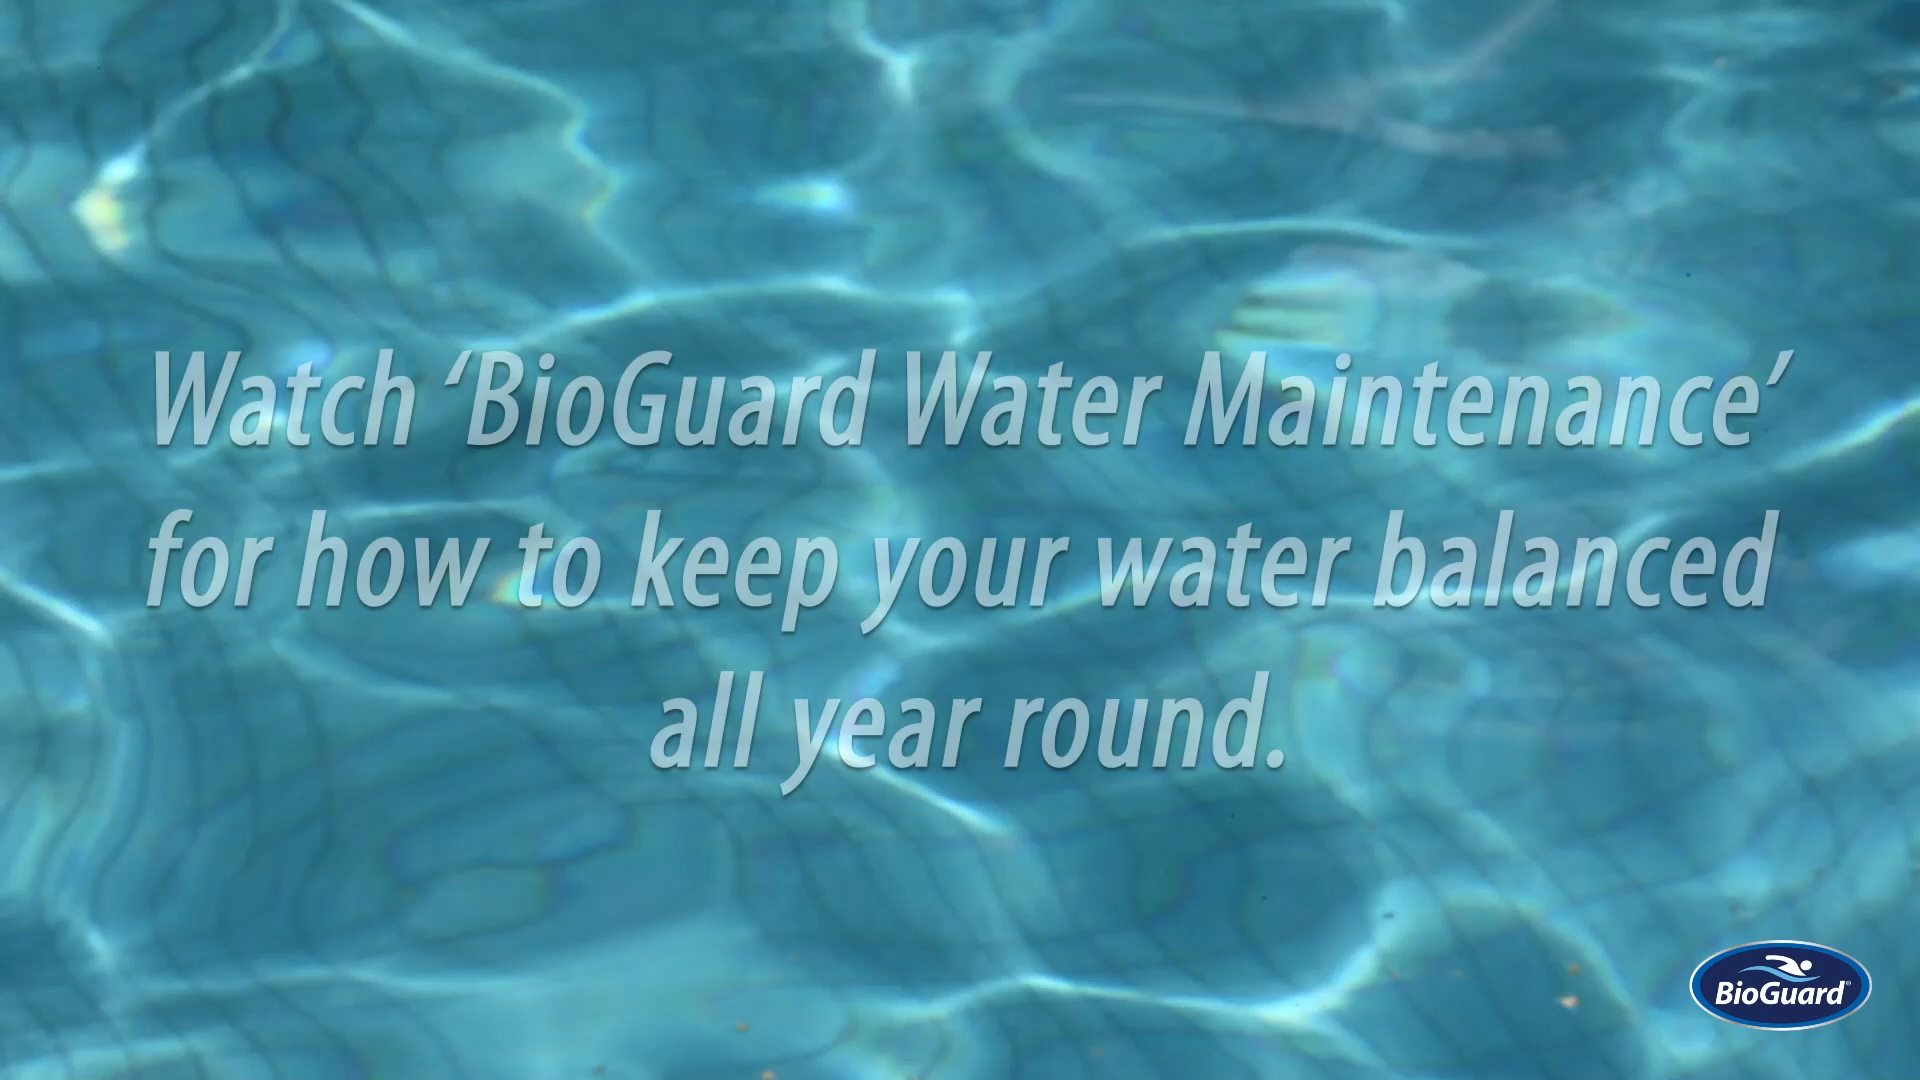 Watch ‘BioGuard Water Maintenance’
for how to keep your water balanced
all year round.
BioGuard®